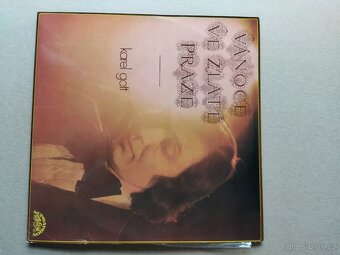 VÁNOCE
VE ZLATÉ
PRAZE
karel gott